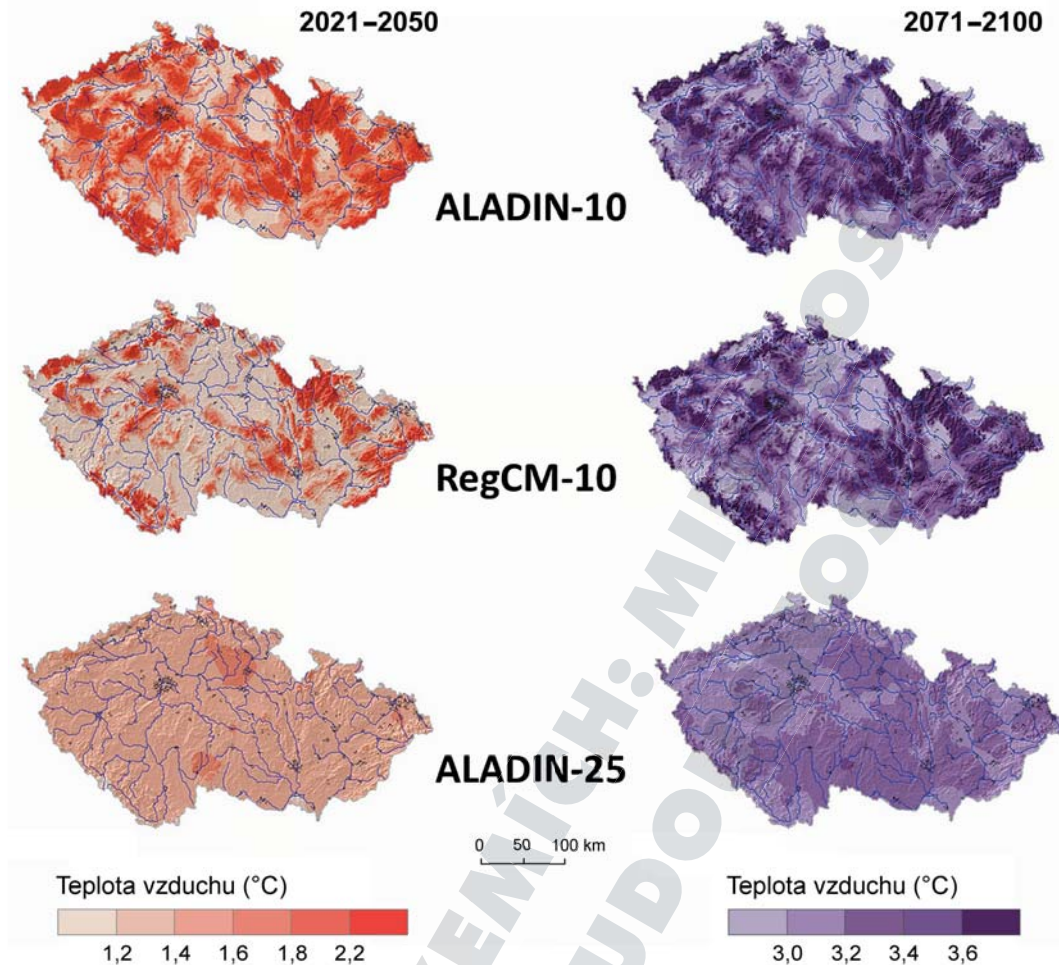 2021–2050
2071–2100
ALADIN-10
RegCM-10
ALADIN-25
0 50 100 km
Teplota vzduchu (°C)
1,2 1,4 1,6 1,8 2,2
Teplota vzduchu (°C)
3,0 3,2 3,4 3,6